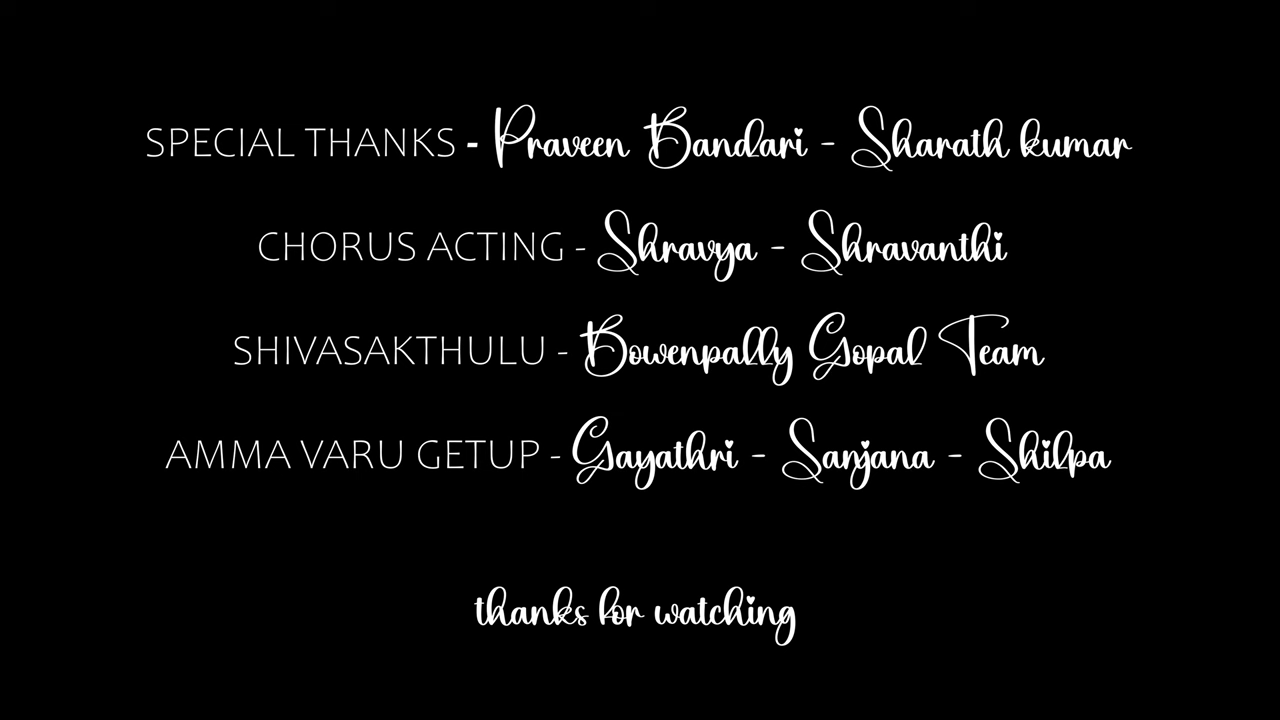 SPECIAL THANKS - Praveen Bandari - Sharath kumar
CHORUS ACTING - Shravya - Shravanthi
SHIVASAKTHULU - Bowenpally Gopal Team
AMMA VARU GETUP - Gayathri - Sanjana - Shilpa
thanks for watching